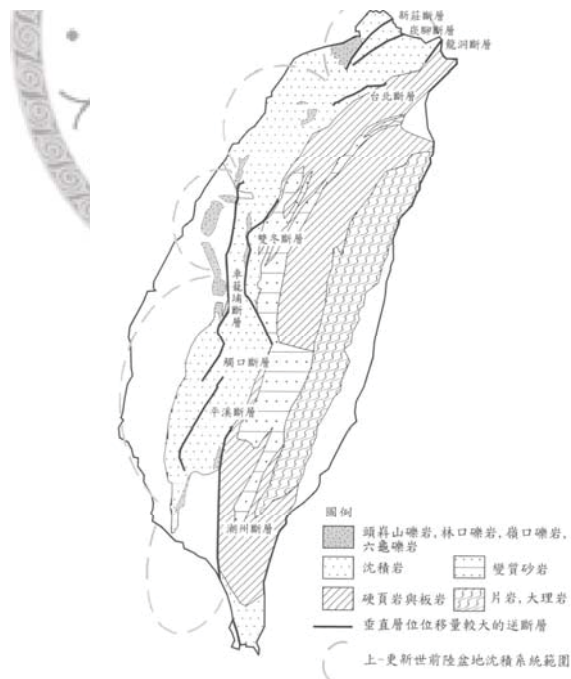 新莊斷層
崁腳斷層
龍洞斷層
台北斷層
雙冬斷層
車籠埔斷層
觸口斷層
平溪斷層
潮州斷層
圖例
頭嵙山礫岩，林口礫岩，嶺口礫岩，
六龜礫岩
沈積岩
變質砂岩
硬頁岩與板岩
片岩，大理岩
垂直層位位移量較大的逆斷層
上-更新世前陸盆地沈積系統範圍